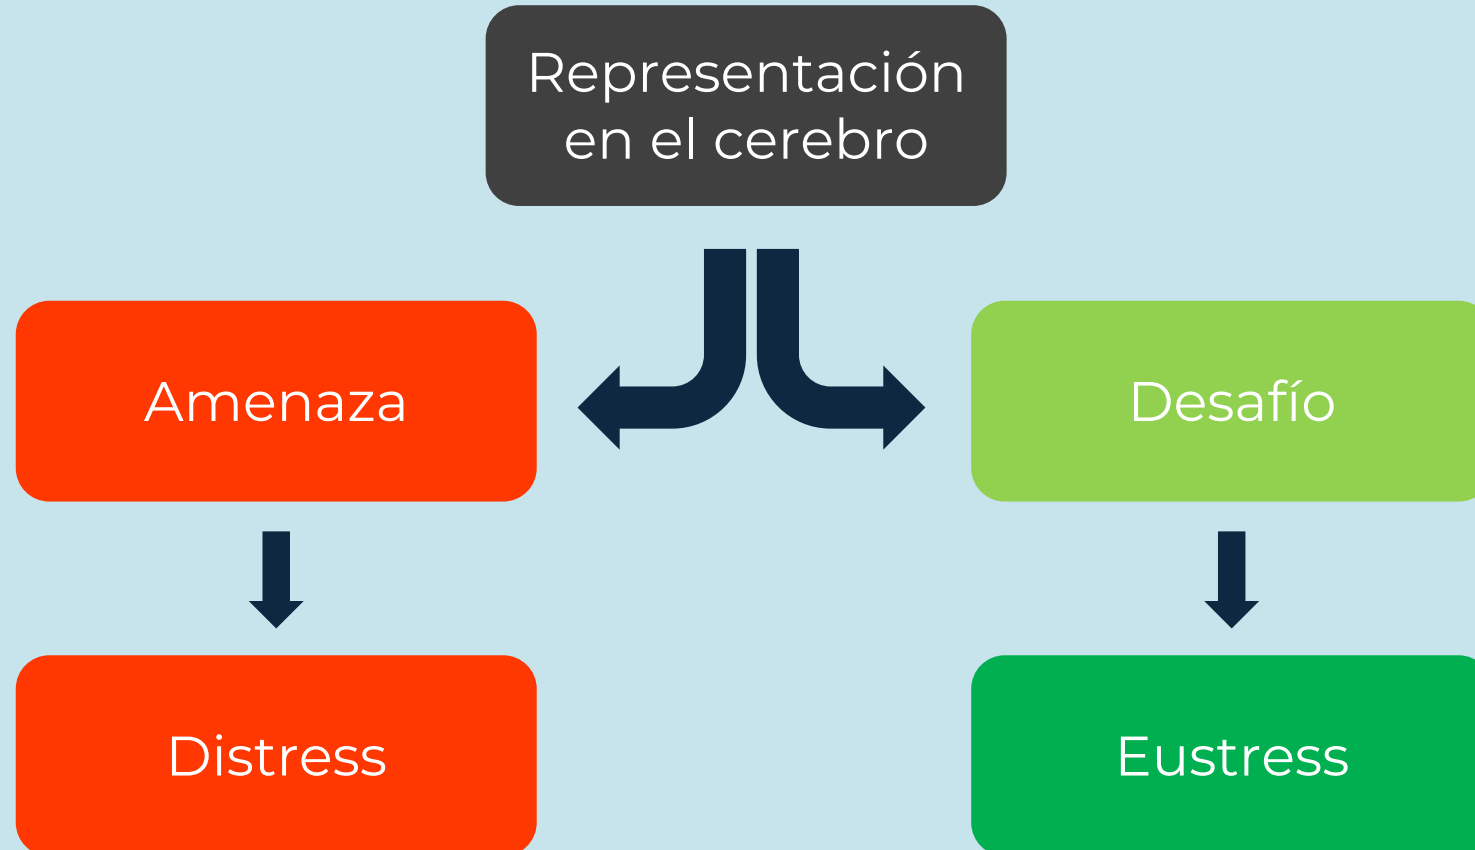 Representación
en el cerebro
Amenaza
Desafío
Distress
Eustress